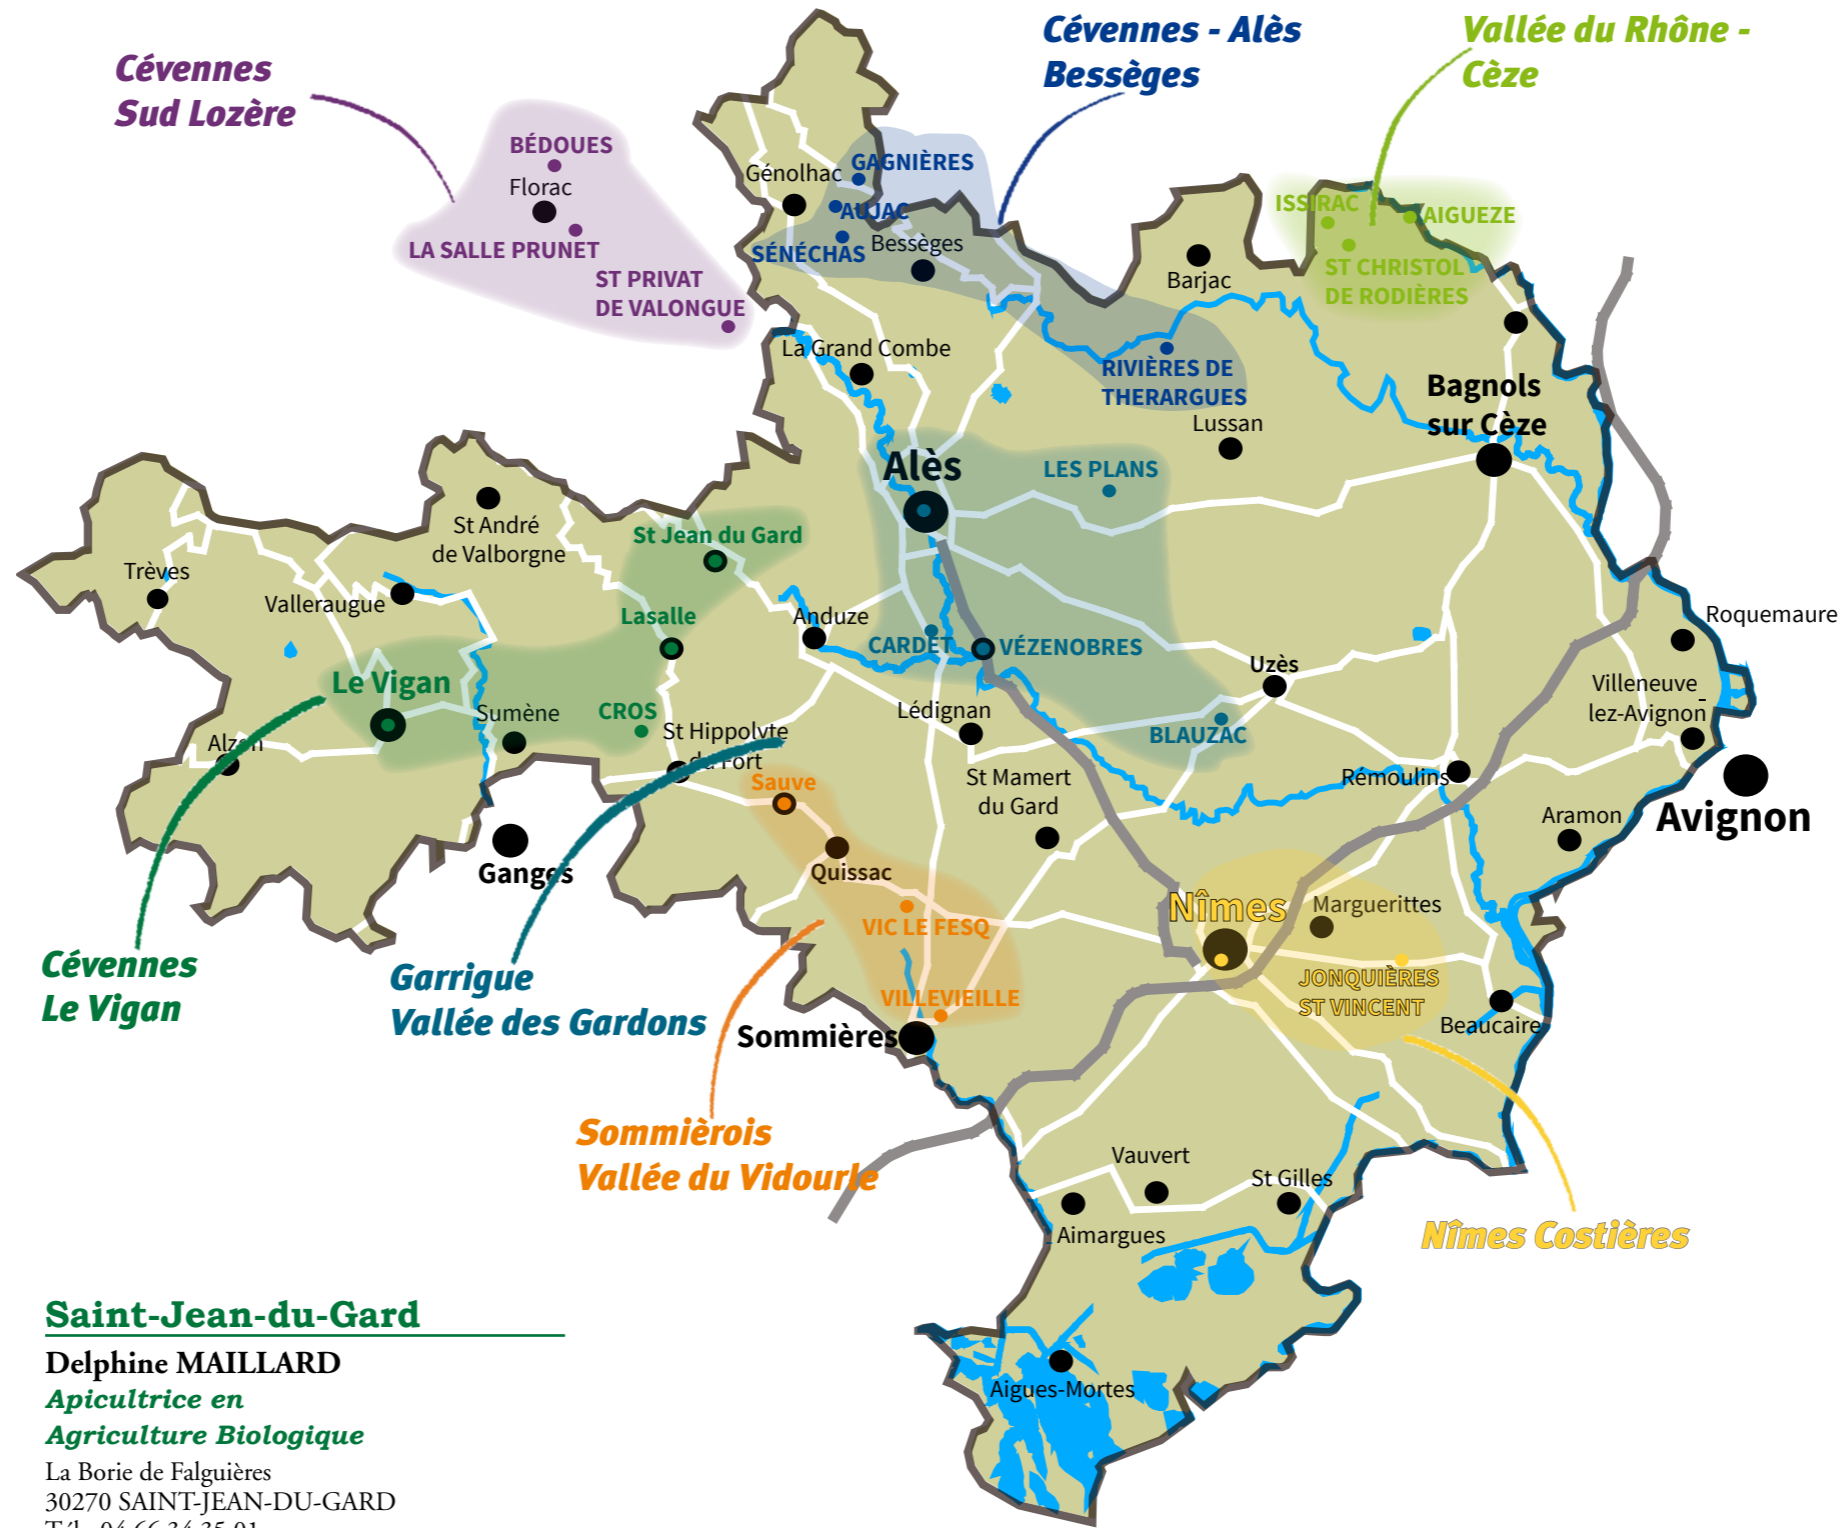 Cévennes
Sud Lozère
Cévennes - Alès
Bessèges
Vallée du Rhône -
Cèze
BÉDOUES
Florac
LA SALLE PRUNET
ST PRIVAT
DE VALONGUE
Génolhac
GAGNIÈRES
AUJAC
SÉNÉCHAS
Bessèges
Barjac
ISSIRAC
AIGUEZE
ST CHRISTOL
DE RODIÈRES
La Grand Combe
RIVIÈRES DE
THERARGUES
Lussan
Bagnols
sur Cèze
Alès
LES PLANS
St André
de Valborgne
St Jean du Gard
Trèves
Valleraugue
Lasalle
Anduze
CARDET
VÉZENOBRES
Uzès
Roquemaure
Le Vigan
Sumène
CROS
St Hippolyte
du Fort
Lédignan
BLAUZAC
Villeneuve
lez-Avignon
Alzon
Sauve
St Mamert
du Gard
Rémoulins
Aramon
Avignon
Ganges
Quissac
VIC LE FESQ
Nîmes
Marguerittes
JONQUIÈRES
ST VINCENT
Beaucaire
VILLEVIEILLE
Sommières
Cévennes
Le Vigan
Garrigue
Vallée des Gardons
Sommièrois
Vallée du Vidourle
Vauvert
St Gilles
Aimargues
Nîmes Costières
Aigues-Mortes
Saint-Jean-du-Gard
Delphine MAILLARD
Apicultrice en
Agriculture Biologique
La Borie de Falguières
30270 SAINT-JEAN-DU-GARD